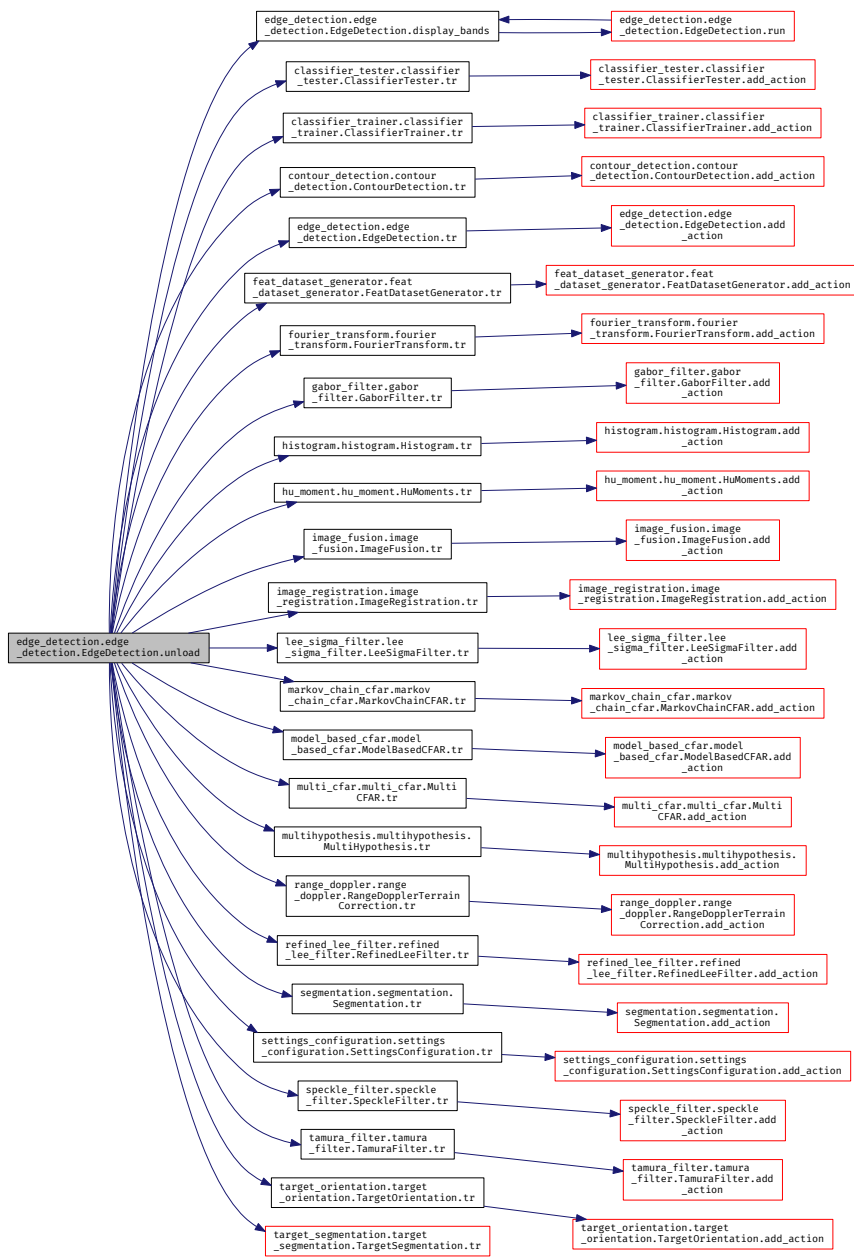 edge_detection.edge
_detection.EdgeDetection.display_bands
edge_detection.edge
_detection.EdgeDetection.run
classifier_tester.classifier
_tester.ClassifierTester.tr
classifier_tester.classifier
_tester.ClassifierTester.add_action
classifier_trainer.classifier
_trainer.ClassifierTrainer.tr
classifier_trainer.classifier
_trainer.ClassifierTrainer.add_action
contour_detection.contour
_detection.ContourDetection.tr
contour_detection.contour
_detection.ContourDetection.add_action
edge_detection.edge
_detection.EdgeDetection.tr
edge_detection.edge
_detection.EdgeDetection.add
_action
feat_dataset_generator.feat
_dataset_generator.FeatDatasetGenerator.tr
feat_dataset_generator.feat
_dataset_generator.FeatDatasetGenerator.add_action
fourier_transform.fourier
_transform.FourierTransform.tr
fourier_transform.fourier
_transform.FourierTransform.add_action
gabor_filter.gabor
_filter.GaborFilter.tr
gabor_filter.gabor
_filter.GaborFilter.add
_action
histogram.histogram.Histogram.tr
histogram.histogram.Histogram.add
_action
hu_moment.hu_moment.HuMoments.tr
hu_moment.hu_moment.HuMoments.add
_action
image_fusion.image
_fusion.ImageFusion.tr
image_fusion.image
_fusion.ImageFusion.add
_action
image_registration.image
_registration.ImageRegistration.tr
image_registration.image
_registration.ImageRegistration.add_action
edge_detection.edge
_detection.EdgeDetection.unload
lee_sigma_filter.lee
_sigma_filter.LeeSigmaFilter.tr
lee_sigma_filter.lee
_sigma_filter.LeeSigmaFilter.add
_action
markov_chain_cfar.markov
_chain_cfar.MarkovChainCFAR.tr
markov_chain_cfar.markov
_chain_cfar.MarkovChainCFAR.add_action
model_based_cfar.model
_based_cfar.ModelBasedCFAR.tr
model_based_cfar.model
_based_cfar.ModelBasedCFAR.add
_action
multi_cfar.multi_cfar.Multi
CFAR.tr
multi_cfar.multi_cfar.Multi
CFAR.add_action
multihypothesis.multihypothesis.
MultiHypothesis.tr
multihypothesis.multihypothesis.
MultiHypothesis.add_action
range_doppler.range
_doppler.RangeDopplerTerrain
Correction.tr
range_doppler.range
_doppler.RangeDopplerTerrain
Correction.add_action
refined_lee_filter.refined
_lee_filter.RefinedLeeFilter.tr
refined_lee_filter.refined
_lee_filter.RefinedLeeFilter.add_action
segmentation.segmentation.
Segmentation.tr
segmentation.segmentation.
Segmentation.add_action
settings_configuration.settings
_configuration.SettingsConfiguration.tr
settings_configuration.settings
_configuration.SettingsConfiguration.add_action
speckle_filter.speckle
_filter.SpeckleFilter.tr
speckle_filter.speckle
_filter.SpeckleFilter.add
_action
tamura_filter.tamura
_filter.TamuraFilter.tr
tamura_filter.tamura
_filter.TamuraFilter.add
_action
target_orientation.target
_orientation.TargetOrientation.tr
target_orientation.target
_orientation.TargetOrientation.add_action
target_segmentation.target
_segmentation.TargetSegmentation.tr